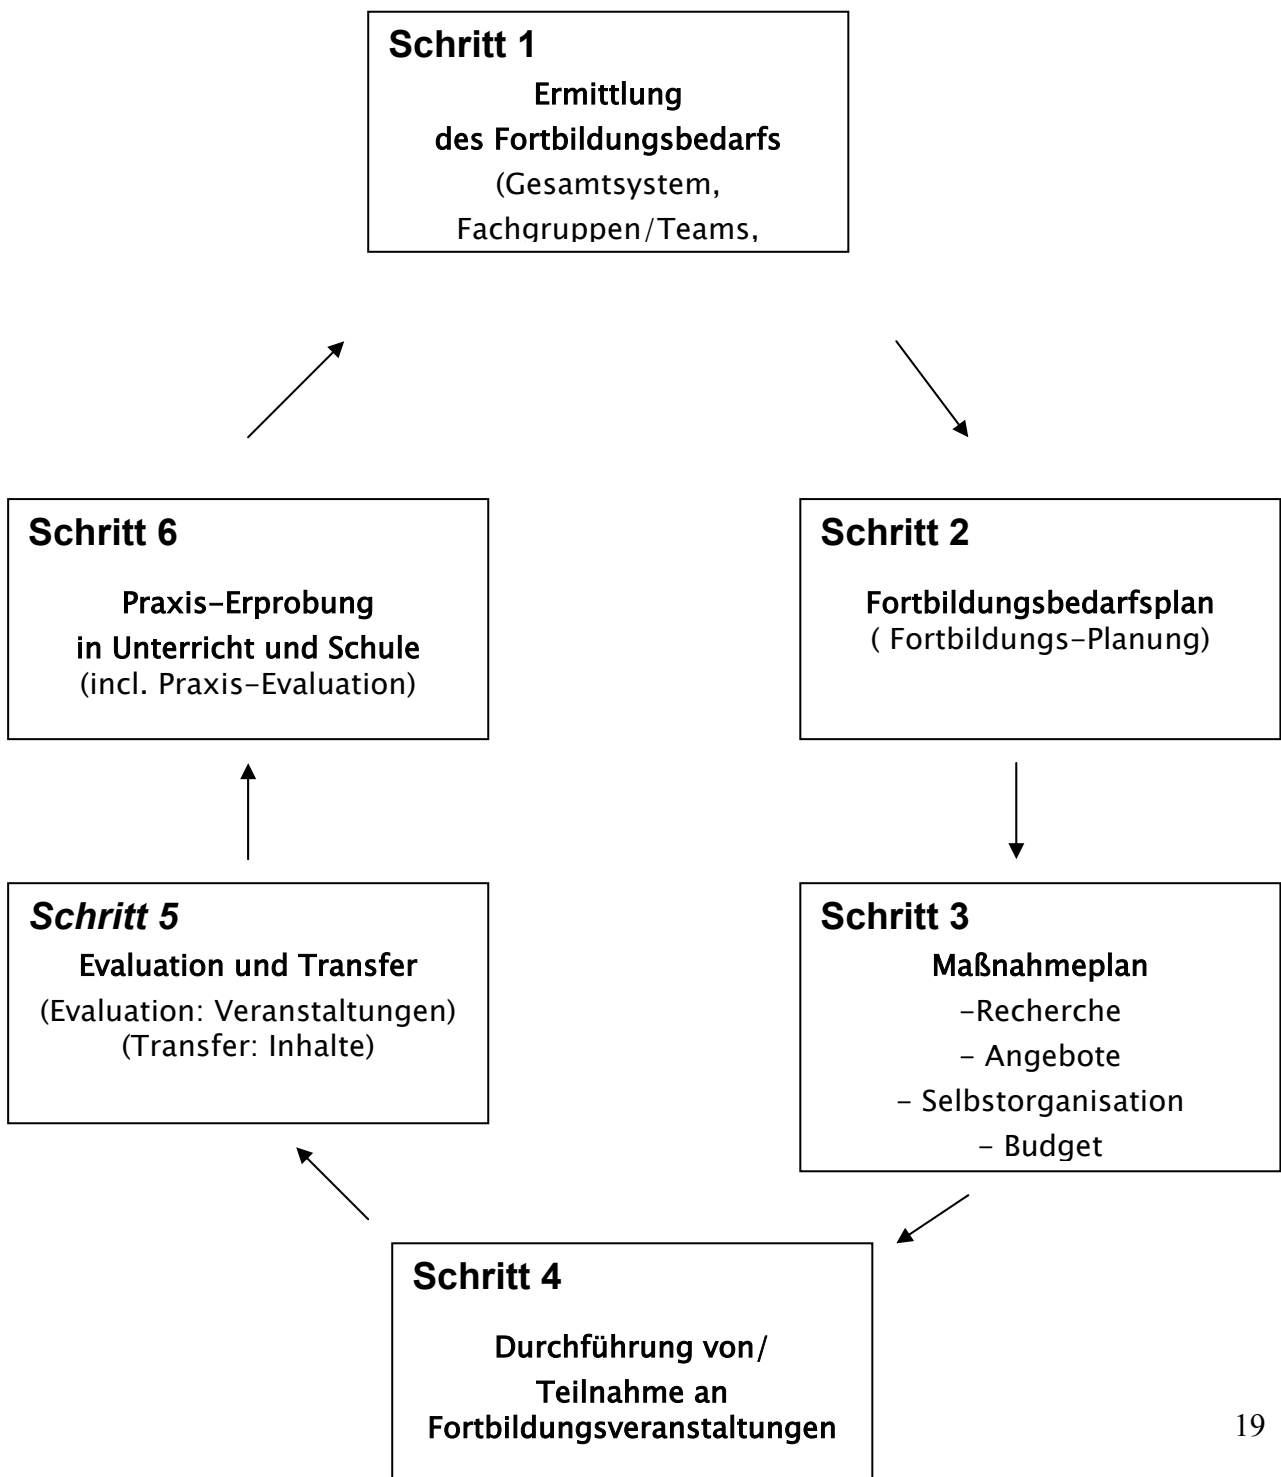 Schritt 1
Ermittlung
des Fortbildungsbedarfs
(Gesamtsystem,
Fachgruppen/Teams,
Schritt 6
Praxis-Erprobung
in Unterricht und Schule
(incl. Praxis-Evaluation)
Schritt 2
Fortbildungsbedarfsplan
( Fortbildungs-Planung)
Schritt 5
Evaluation und Transfer
(Evaluation: Veranstaltungen)
(Transfer: Inhalte)
Schritt 3
Maßnahmeplan
-Recherche
- Angebote
- Selbstorganisation
- Budget
Schritt 4
Durchführung von/
Teilnahme an
Fortbildungsveranstaltungen
19